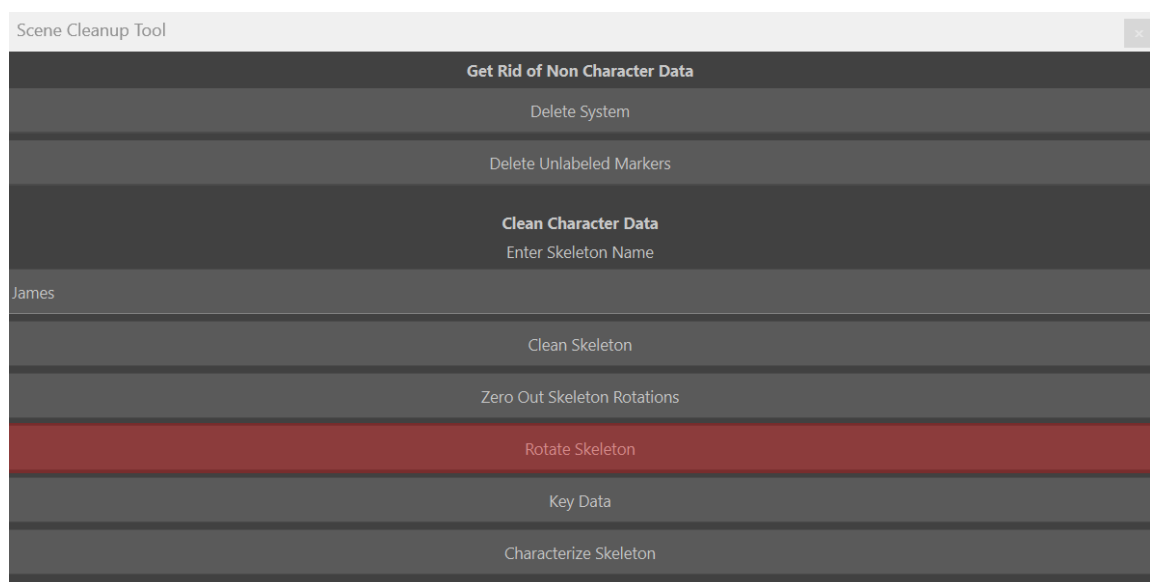 Scene Cleanup Tool
Get Rid of Non Character Data
Delete System
Delete Unlabeled Markers
Clean Character Data
Enter Skeleton Name
James
Clean Skeleton
Zero Out Skeleton Rotations
Rotate Skeleton
Key Data
Characterize Skeleton